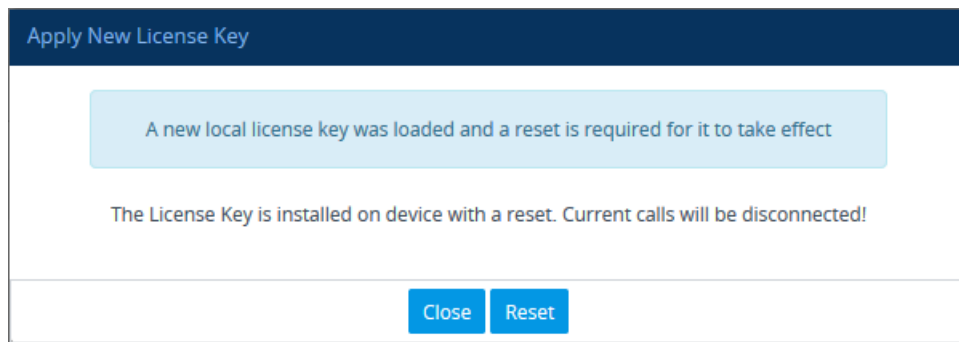 Apply New License Key
A new local license key was loaded and a reset is required for it to take effect
The License Key is installed on device with a reset. Current calls will be disconnected!
Close Reset